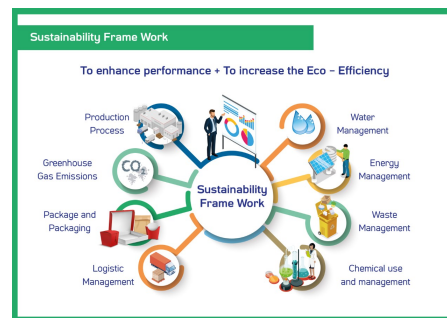 Sustainability Frame Work
To enhance performance + To increase the Eco – Efficiency
Production
Process
Greenhouse
Gas Emissions
CO₂
Package and
Packaging
Logistic
Management
Sustainability
Frame Work
Water
Management
Energy
Management
Waste
Management
Chemical use
and management